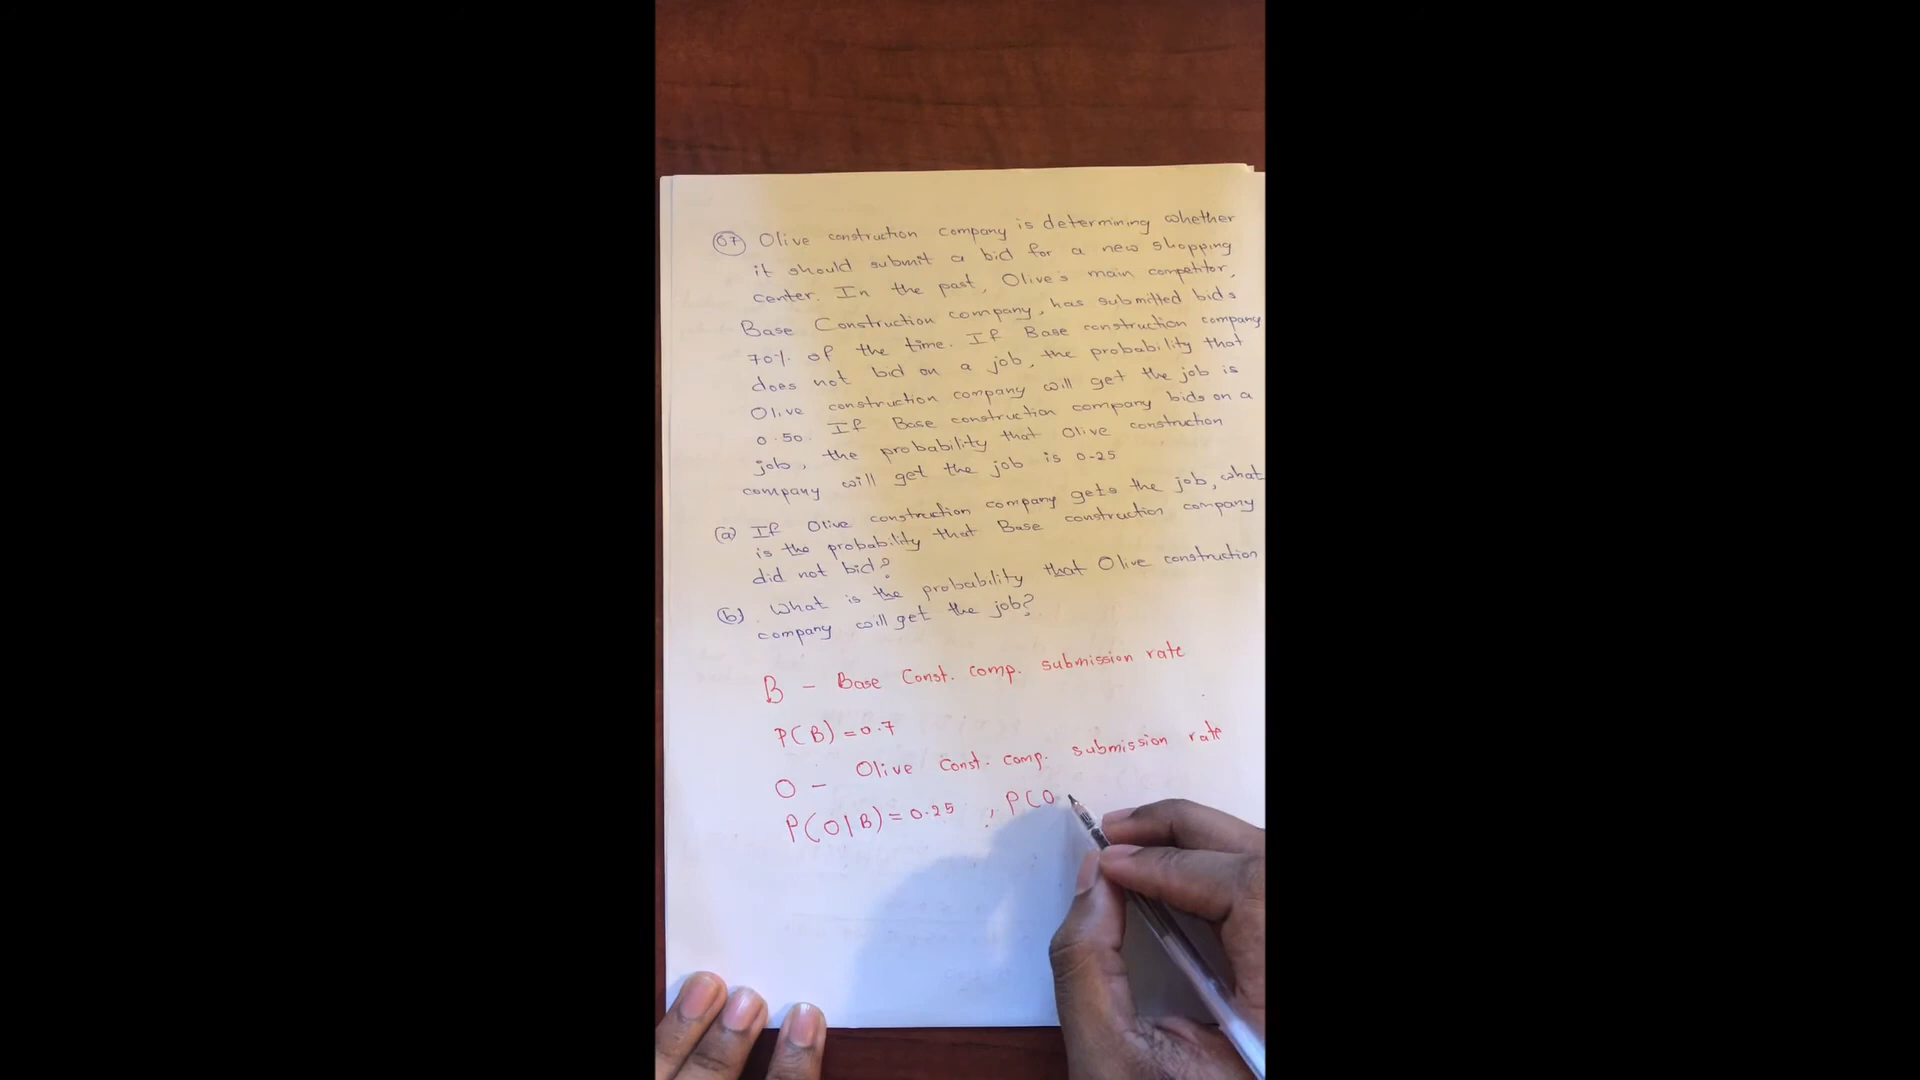 07 Olive construction company is determining whether
it should submit a bid for a new shopping
center. In the past, Olive's main competitor,
Base Construction company, has submitted bids
70% of the time. If Base construction company
does not bid on a job, the probability that
Olive construction company will get the job is
0.50. If Base construction company bids on a
job, the probability that Olive construction
company will get the job is 0.25
(a) If Olive construction company gets the job, what
is the probability that Base construction company
did not bid?
(b) What is the probability that Olive construction
company will get the job?
B - Base Const. comp. submission rate
P(B) = 0.7
O - Olive Const. comp. submission rate
P(O|B) = 0.25 , P(O